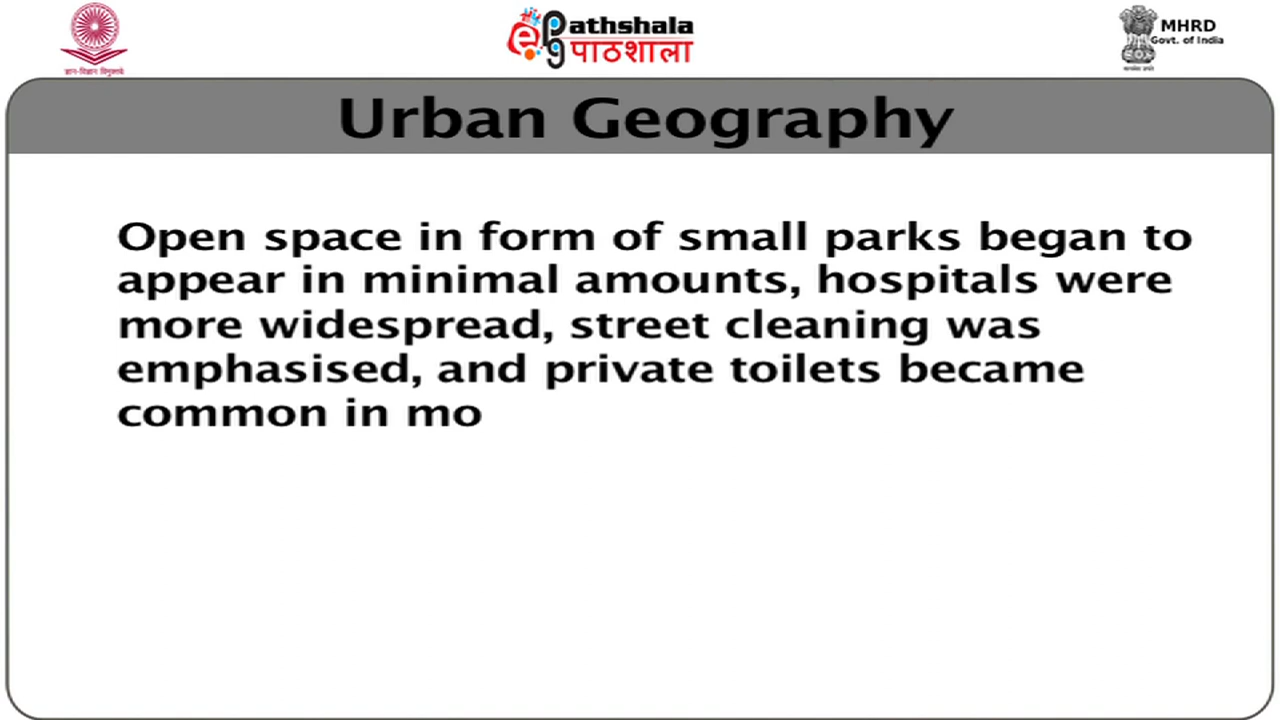 athshala
पाठशाला
MHRD
Govt. of India
Urban Geography
Open space in form of small parks began to
appear in minimal amounts, hospitals were
more widespread, street cleaning was
emphasised, and private toilets became
common in mo